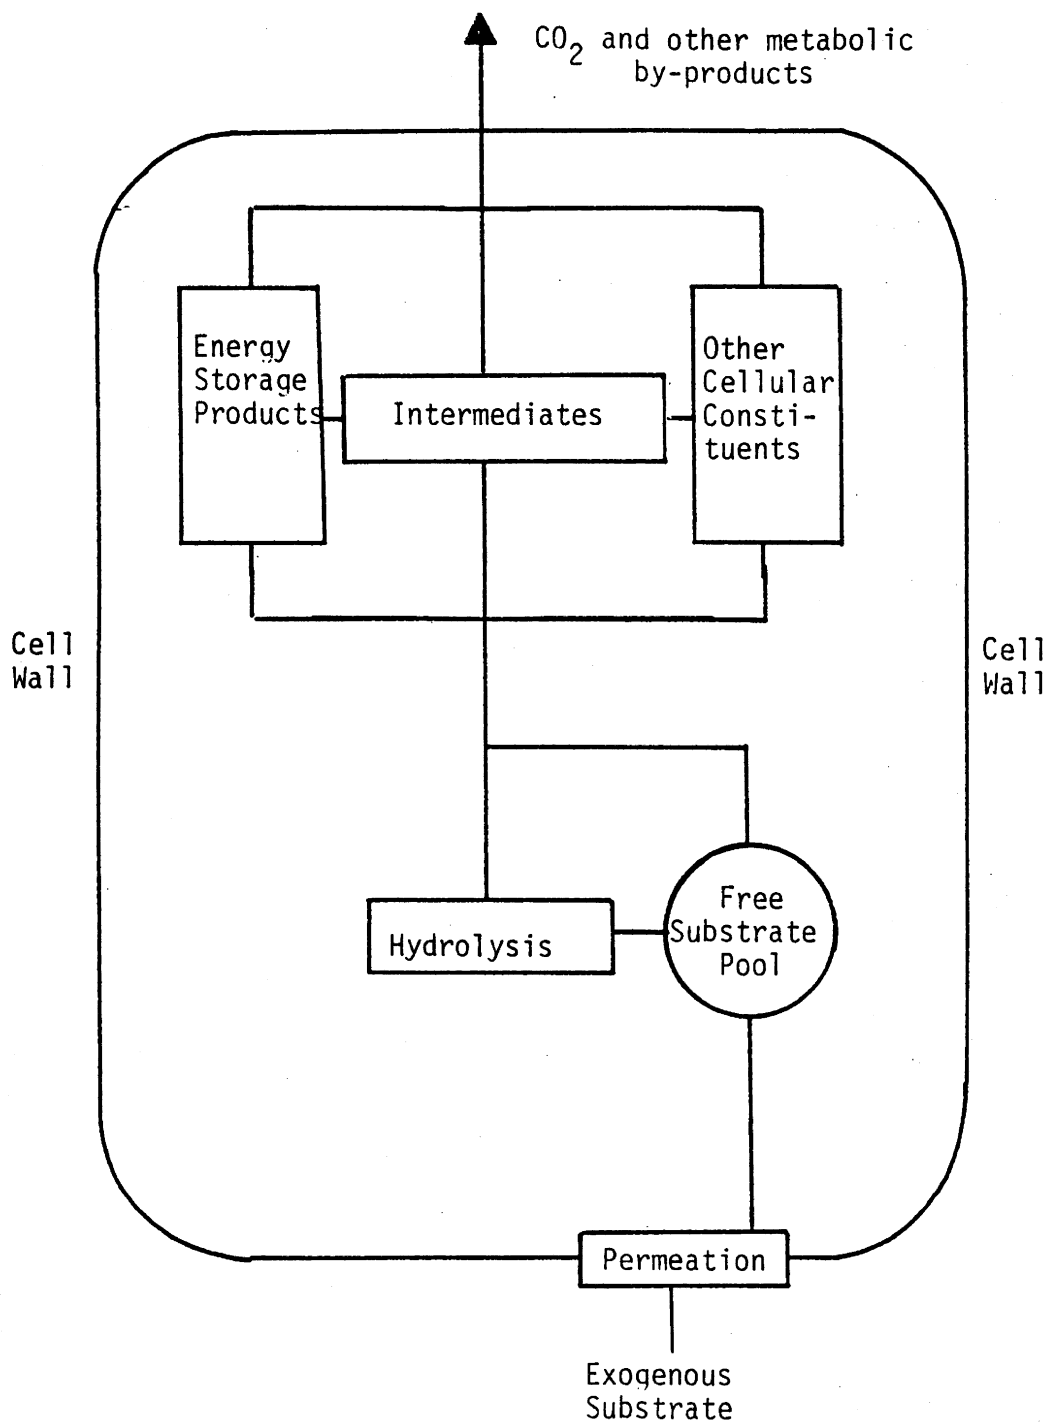 CO2 and other metabolic
by-products
Energy
Storage
Products
Intermediates
Other
Cellular
Consti-
tuents
Cell
Wall
Cell
Wall
Free
Substrate
Pool
Hydrolysis
Permeation
Exogenous
Substrate